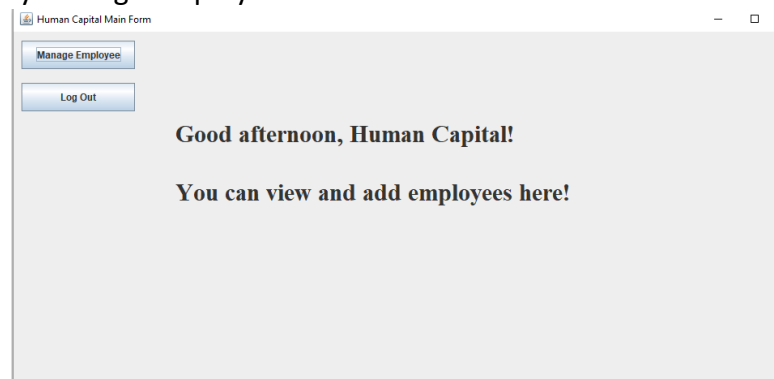 Human Capital Main Form
Manage Employee
Log Out
Good afternoon, Human Capital!
You can view and add employees here!